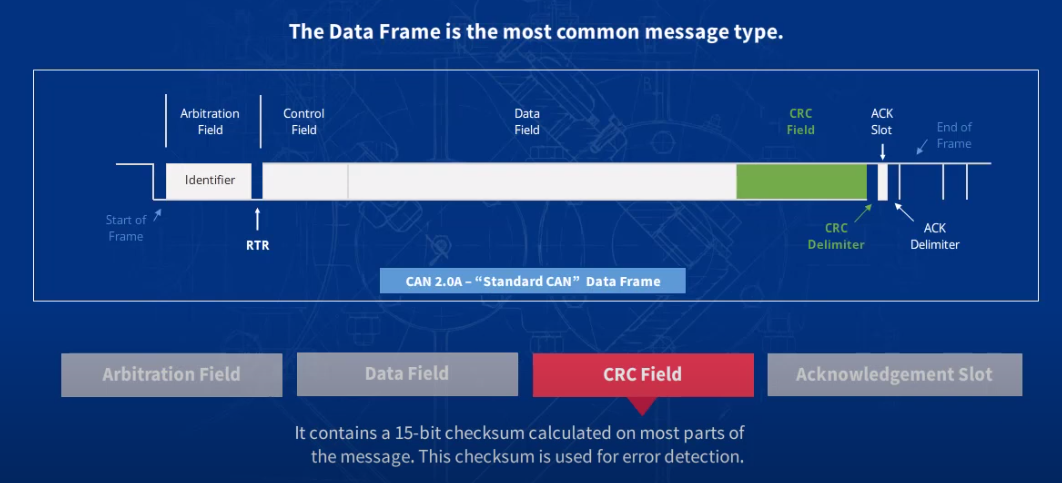 The Data Frame is the most common message type.
Arbitration
Field
Control
Field
Data
Field
CRC
Field
ACK
Slot
End of
Frame
Identifier
Start of
Frame
RTR
CRC
Delimiter
ACK
Delimiter
CAN 2.0A – “Standard CAN” Data Frame
Arbitration Field
Data Field
CRC Field
Acknowledgement Slot
It contains a 15-bit checksum calculated on most parts of
the message. This checksum is used for error detection.